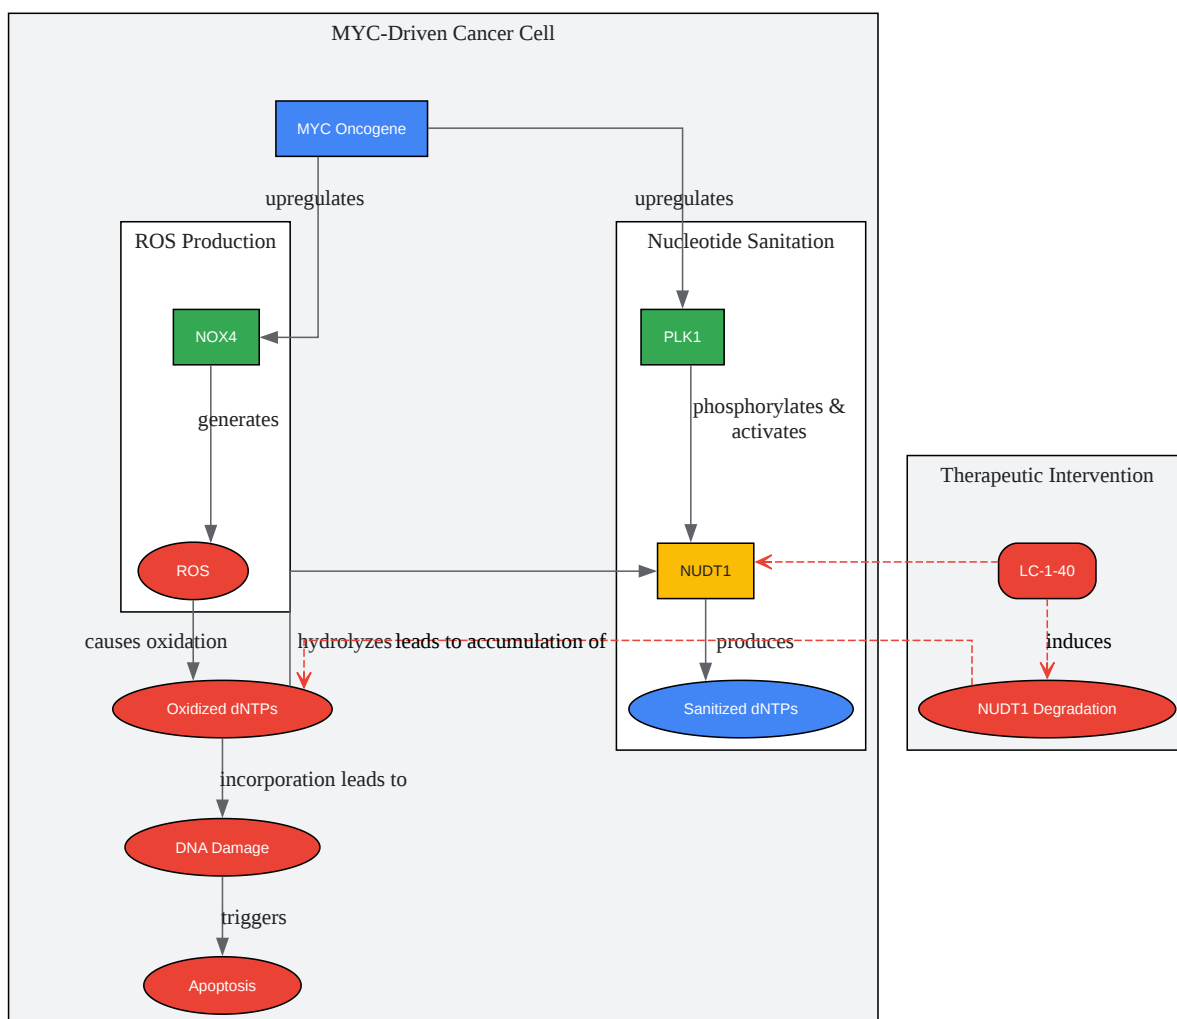 MYC-Driven Cancer Cell
MYC Oncogene
upregulates
upregulates
ROS Production
Nucleotide Sanitation
NOX4
PLK1
generates
phosphorylates &
activates
Therapeutic Intervention
ROS
NUDT1
LC-1-40
causes oxidation
hydrolyzes
leads to accumulation of
produces
induces
Oxidized dNTPs
Sanitized dNTPs
NUDT1 Degradation
incorporation leads to
DNA Damage
triggers
Apoptosis